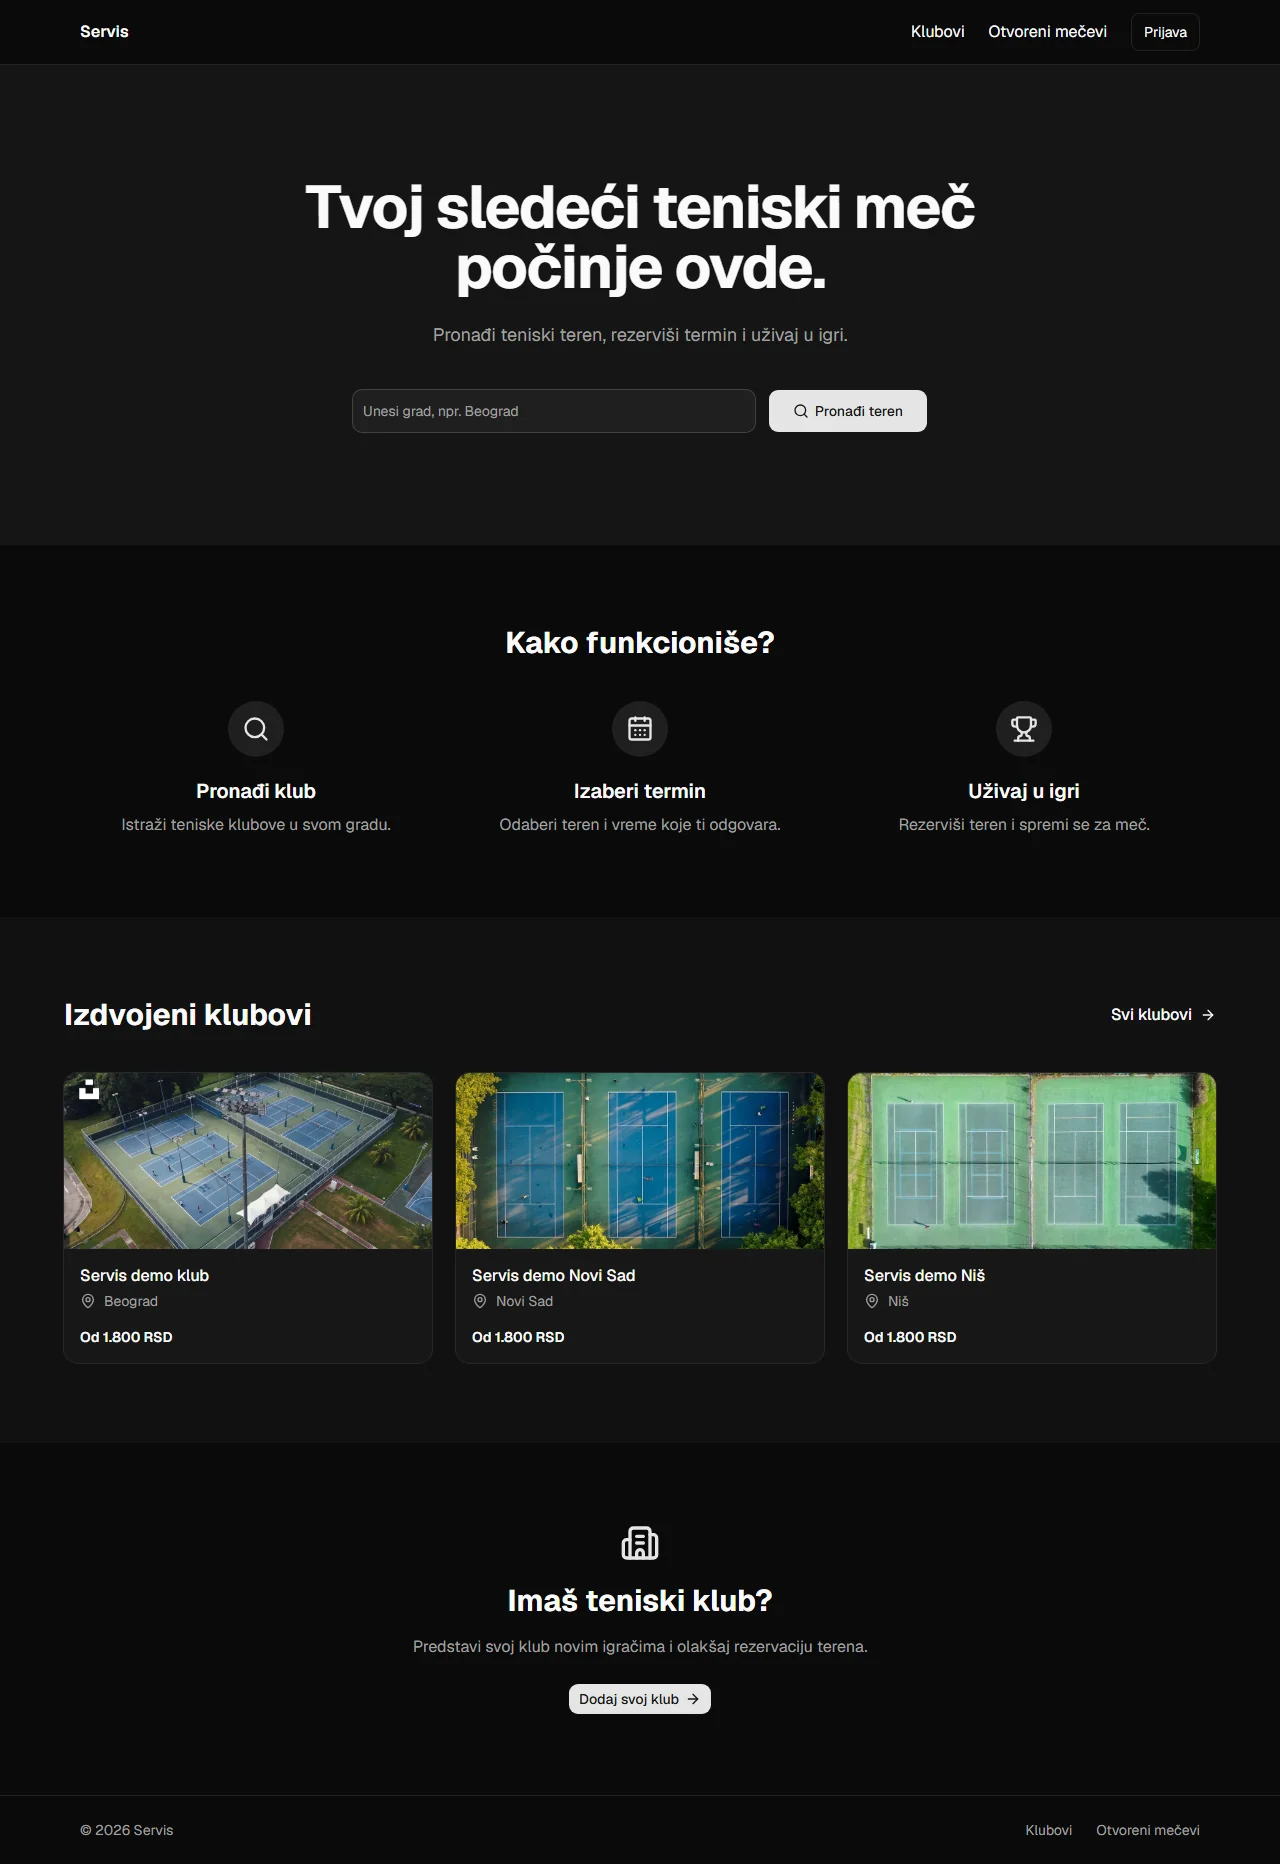 Servis
Klubovi
Otvoreni mečevi
Prijava
Tvoj sledeći teniski meč
počinje ovde.
Pronađi teniski teren, rezerviši termin i uživaj u igri.
Unesi grad, npr. Beograd
Pronađi teren
Kako funkcioniše?
Pronađi klub
Istraži teniske klubove u svom gradu.
Izaberi termin
Odaberi teren i vreme koje ti odgovara.
Uživaj u igri
Rezerviši teren i spremi se za meč.
Izdvojeni klubovi
Svi klubovi
Servis demo klub
Beograd
Od 1.800 RSD
Servis demo Novi Sad
Novi Sad
Od 1.800 RSD
Servis demo Niš
Niš
Od 1.800 RSD
Imaš teniski klub?
Predstavi svoj klub novim igračima i olakšaj rezervaciju terena.
Dodaj svoj klub
© 2026 Servis
Klubovi
Otvoreni mečevi